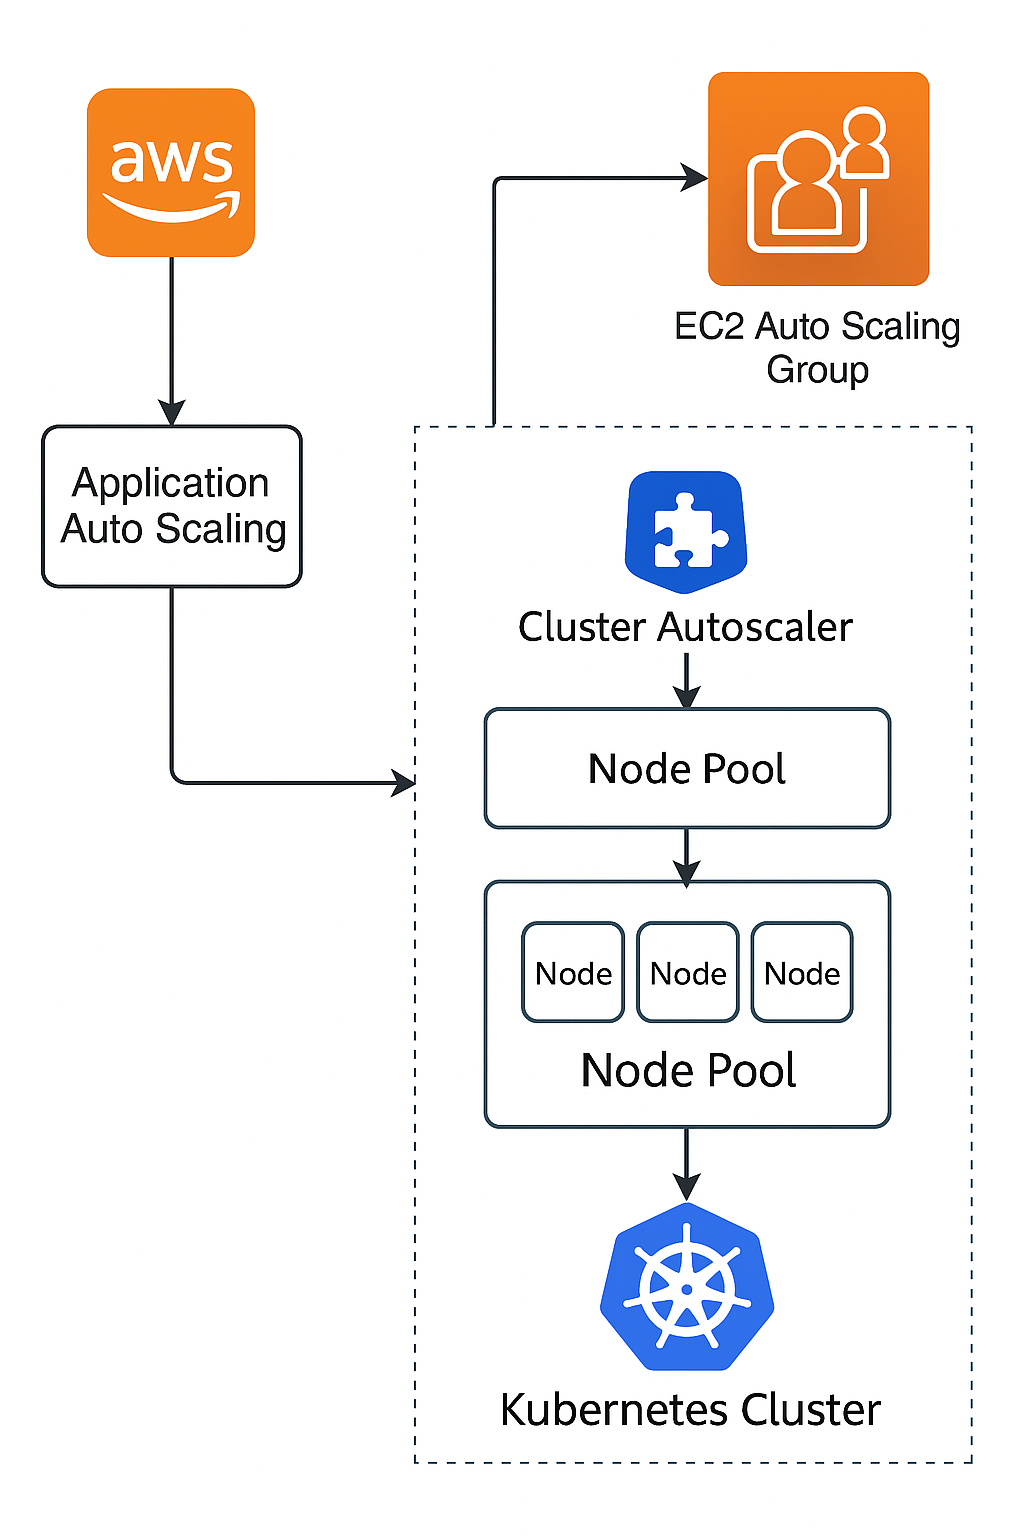 aws
EC2 Auto Scaling
Group
Application
Auto Scaling
Cluster Autoscaler
Node Pool
Node Node Node
Node Pool
Kubernetes Cluster